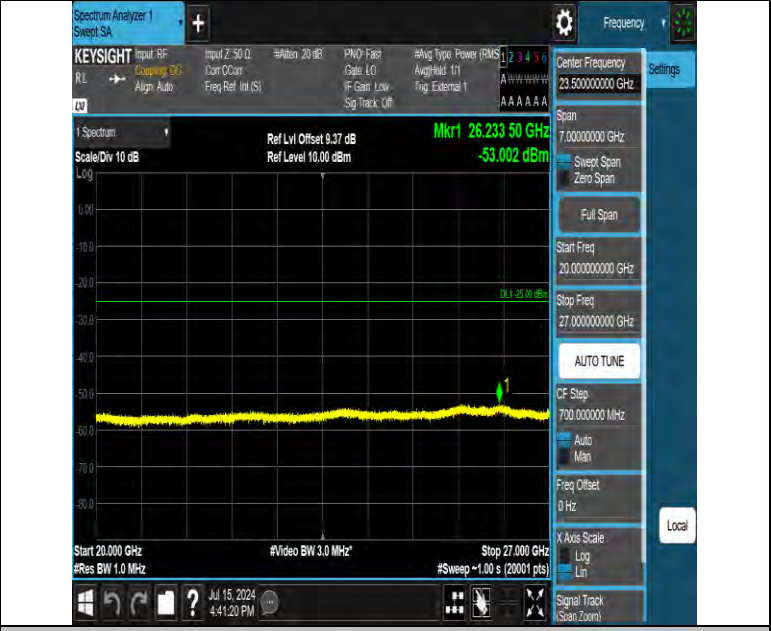 Spectrum Analyzer 1
Swept SA
+
Frequency
KEYSIGHT
RL
LXI
Input: RF
Coupling: DC
Align: Auto
Input Z: 50 Ω
Corr CCorr
Freq Ref: Int (S)
#Atten: 20 dB
PNO: Fast
Gate: LO
IF Gain: Low
Sig Track: Off
#Avg Type: Power (RMS
Avg|Hold: 1/1
Trig: External 1
1 2 3 4 5 6
A W W W W W
A A A A A A
Settings
1 Spectrum
Scale/Div 10 dB
Ref Lvl Offset 9.37 dB
Ref Level 10.00 dBm
Mkr1 26.233 50 GHz
-53.002 dBm
Log
0.00
-10.0
-20.0
-30.0
-40.0
-50.0
-60.0
-70.0
-80.0
DL1 -25.00 dBm
1
Start 20.000 GHz
#Res BW 1.0 MHz
#Video BW 3.0 MHz*
Stop 27.000 GHz
#Sweep ~1.00 s (20001 pts)
Center Frequency
23.500000000 GHz
Span
7.00000000 GHz
Swept Span
Zero Span
Full Span
Start Freq
20.000000000 GHz
Stop Freq
27.000000000 GHz
AUTO TUNE
CF Step
700.000000 MHz
Auto
Man
Freq Offset
0 Hz
X Axis Scale
Log
Lin
Signal Track
(Span Zoom)
Local
?
Jul 15, 2024
4:41:20 PM